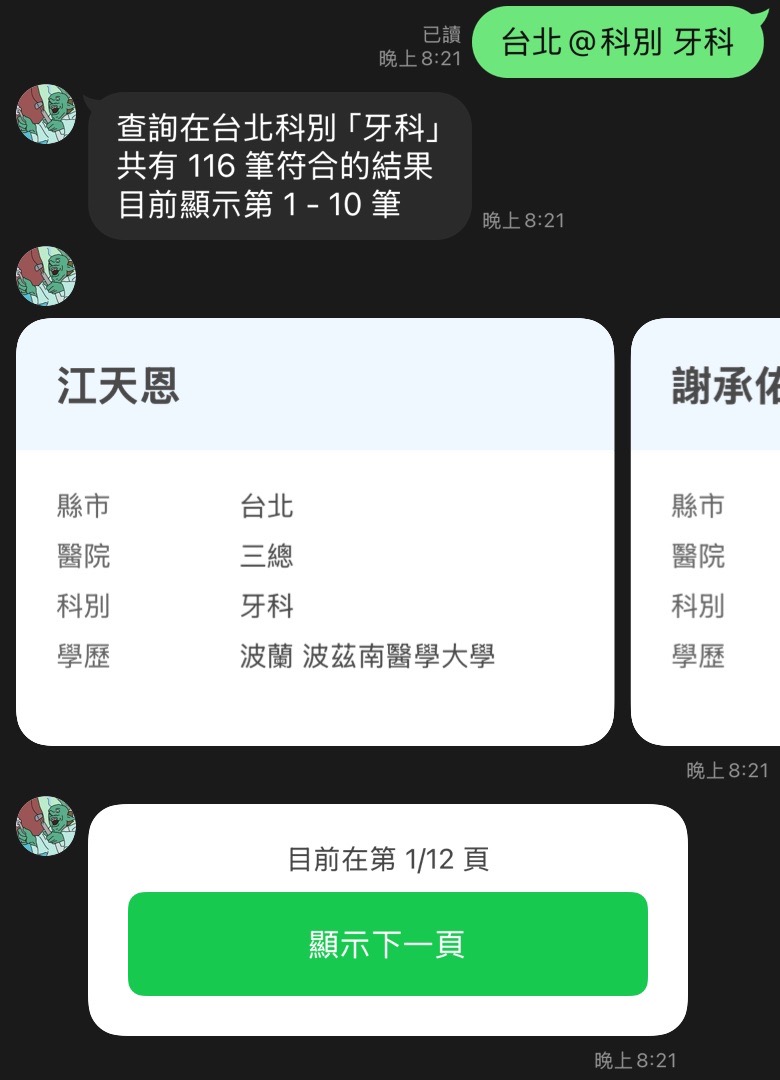 台北@科別 牙科
已讀
晚上8:21
查詢在台北科別「牙科」
共有 116 筆符合的結果
目前顯示第 1 - 10 筆
晚上8:21
江天恩
縣市 台北
醫院 三總
科別 牙科
學歷 波蘭 波茲南醫學大學
謝承佑
縣市
醫院
科別
學歷
晚上8:21
目前在第 1/12 頁
顯示下一頁
晚上8:21